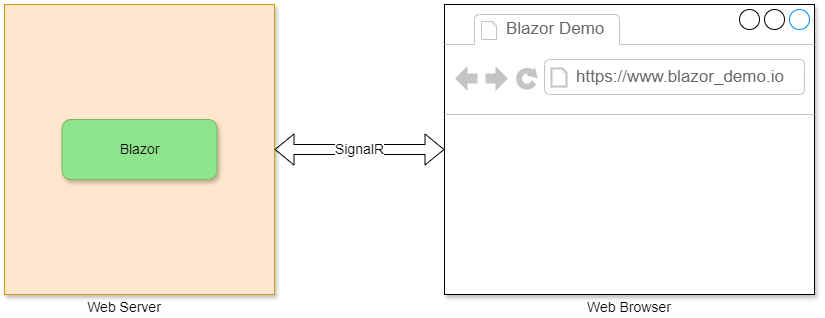 Blazor Demo
https://www.blazor_demo.io
Blazor
SignalR
Web Server
Web Browser